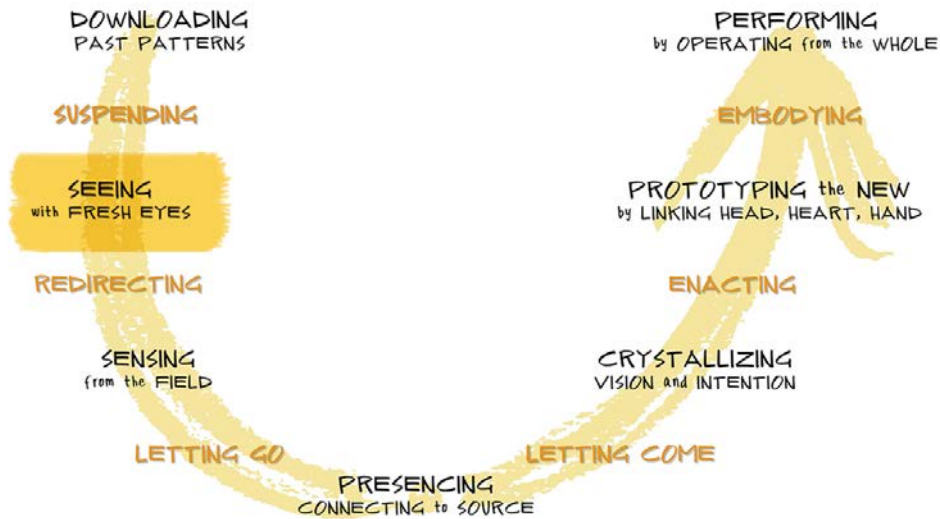 DOWNLOADING
PAST PATTERNS
SUSPENDING
SEEING
with FRESH EYES
REDIRECTING
SENSING
from the FIELD
LETTING GO
PRESENCING
CONNECTING to SOURCE
LETTING COME
CRYSTALLIZING
VISION and INTENTION
ENACTING
PROTOTYPING the NEW
by LINKING HEAD, HEART, HAND
EMBODYING
PERFORMING
by OPERATING from the WHOLE